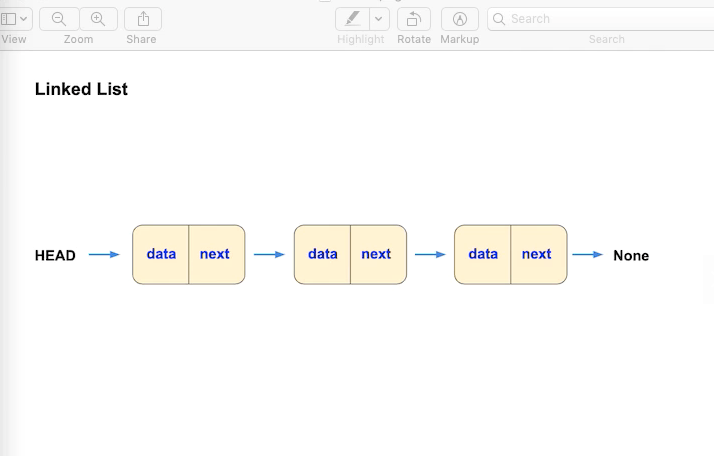 Search
View
Zoom
Share
Highlight
Rotate
Markup
Search
Linked List
HEAD data next data next data next None